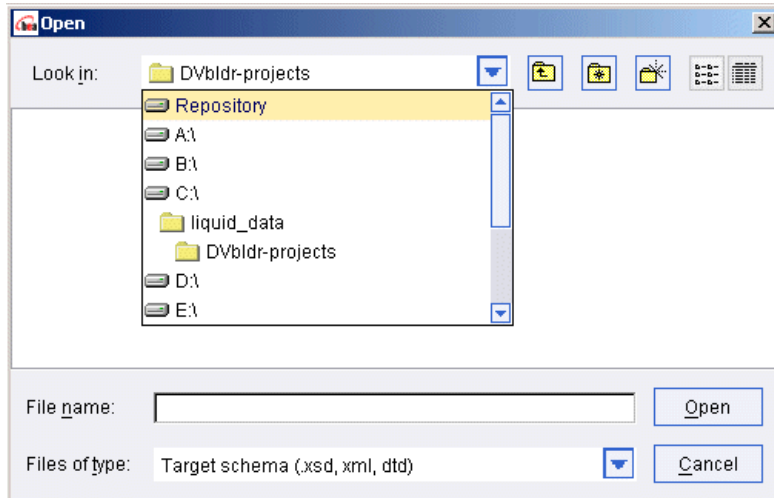 Open
Look in: DVbldr-projects
Repository
A:\
B:\
C:\
liquid_data
DVbldr-projects
D:\
E:\
File name: Open
Files of type: Target schema (.xsd, xml, dtd) Cancel